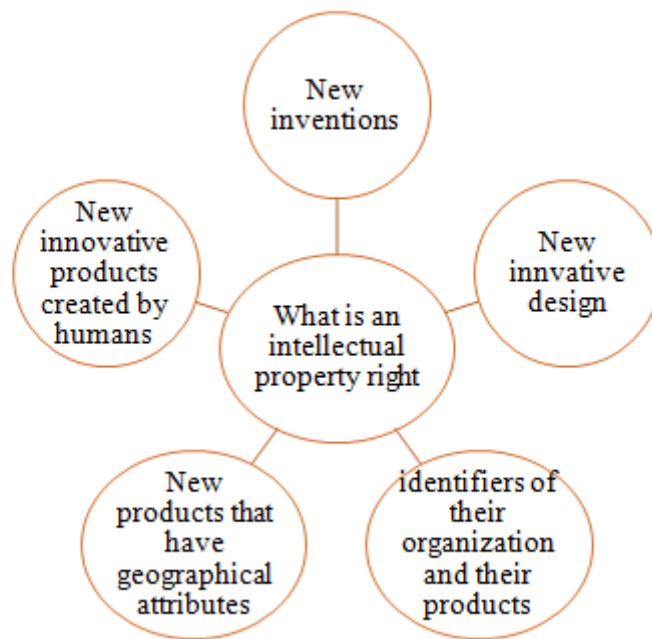 New
inventions
New
innovative
products
created by
humans
New
innvative
design
What is an
intellectual
property right
New
products that
have
geographical
attributes
identifiers of
their
organization
and their
products